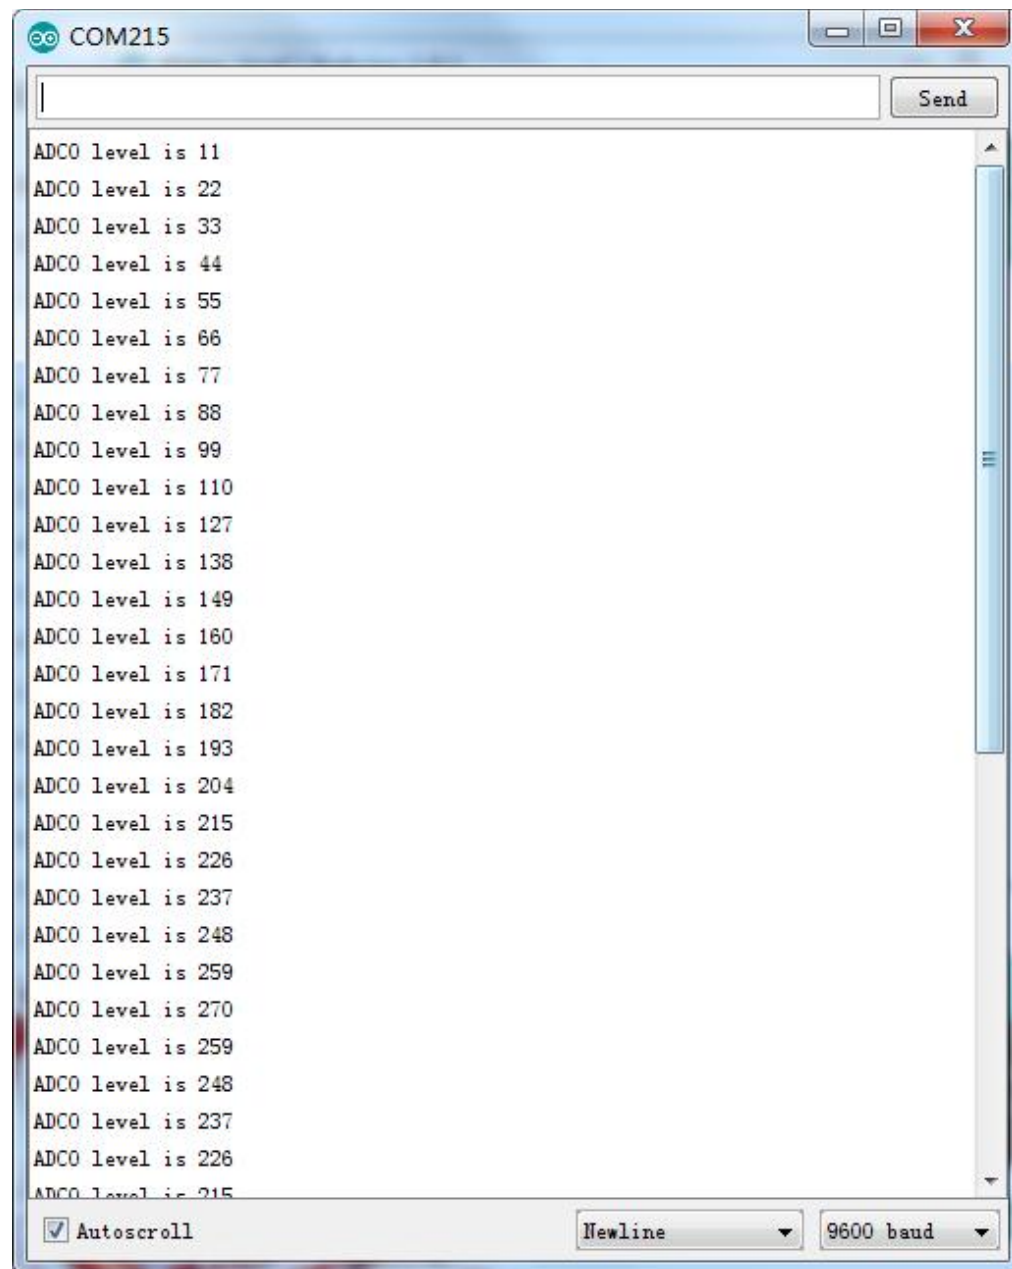 COM215
Send
ADC0 level is 11
ADC0 level is 22
ADC0 level is 33
ADC0 level is 44
ADC0 level is 55
ADC0 level is 66
ADC0 level is 77
ADC0 level is 88
ADC0 level is 99
ADC0 level is 110
ADC0 level is 127
ADC0 level is 138
ADC0 level is 149
ADC0 level is 160
ADC0 level is 171
ADC0 level is 182
ADC0 level is 193
ADC0 level is 204
ADC0 level is 215
ADC0 level is 226
ADC0 level is 237
ADC0 level is 248
ADC0 level is 259
ADC0 level is 270
ADC0 level is 259
ADC0 level is 248
ADC0 level is 237
ADC0 level is 226
ADC0 level is 215
Autoscroll
Newline
9600 baud